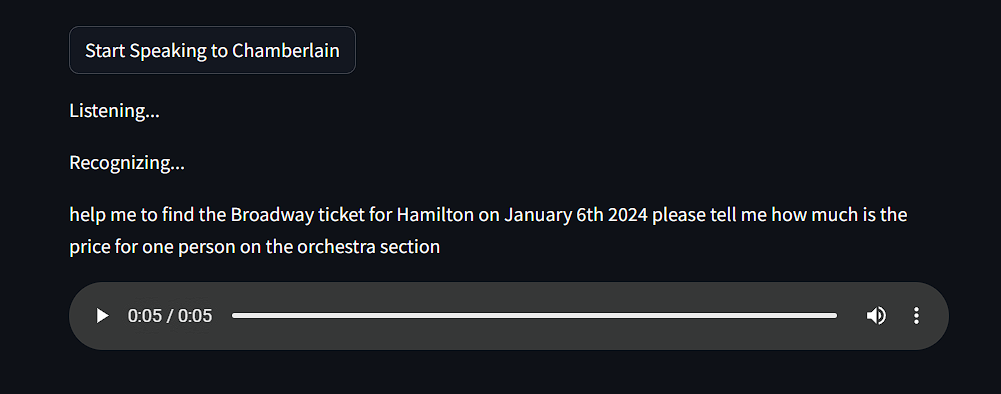 Start Speaking to Chamberlain
Listening...
Recognizing...
help me to find the Broadway ticket for Hamilton on January 6th 2024 please tell me how much is the
price for one person on the orchestra section
0:05 / 0:05